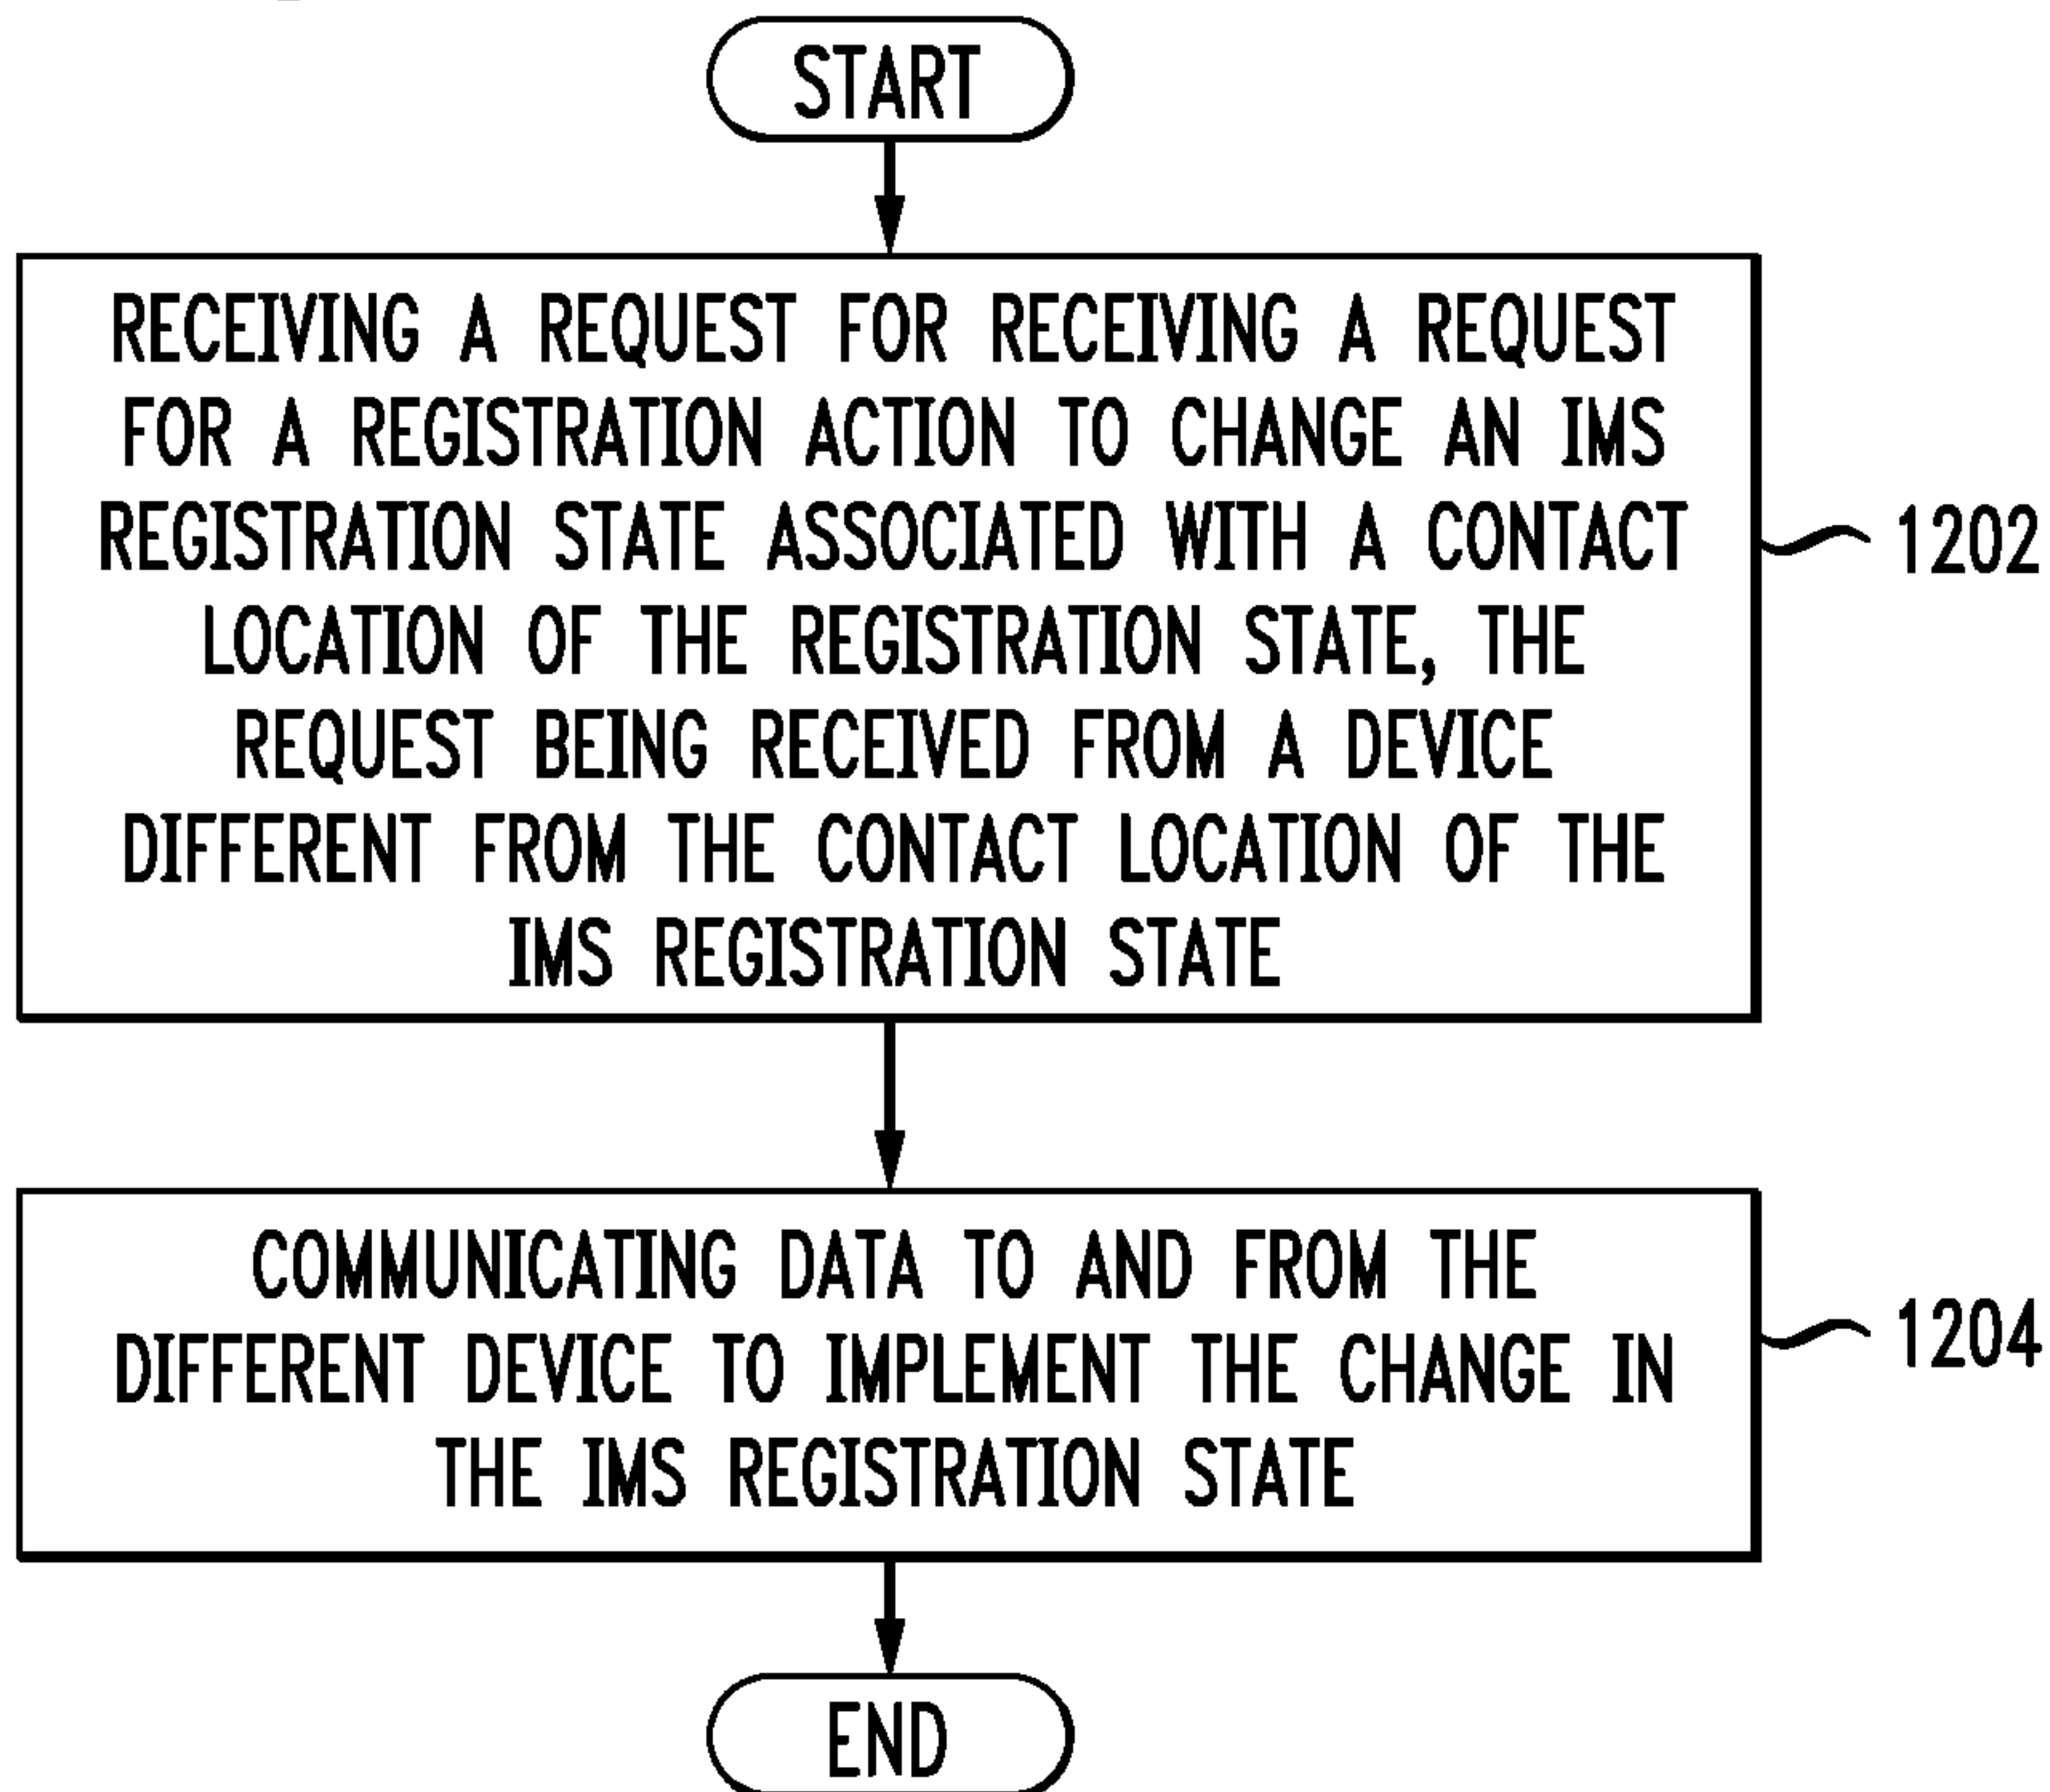 START
RECEIVING A REQUEST FOR RECEIVING A REQUEST
FOR A REGISTRATION ACTION TO CHANGE AN IMS
REGISTRATION STATE ASSOCIATED WITH A CONTACT
LOCATION OF THE REGISTRATION STATE, THE
REQUEST BEING RECEIVED FROM A DEVICE
DIFFERENT FROM THE CONTACT LOCATION OF THE
IMS REGISTRATION STATE
1202
COMMUNICATING DATA TO AND FROM THE
DIFFERENT DEVICE TO IMPLEMENT THE CHANGE IN
THE IMS REGISTRATION STATE
1204
END